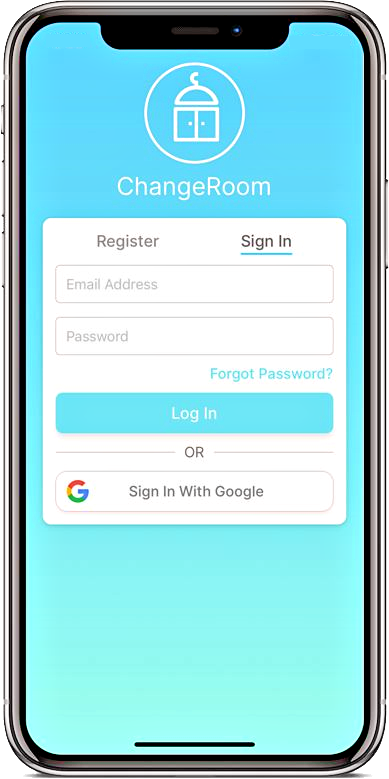 ChangeRoom
Register Sign In
Email Address
Password
Forgot Password?
Log In
OR
Sign In With Google